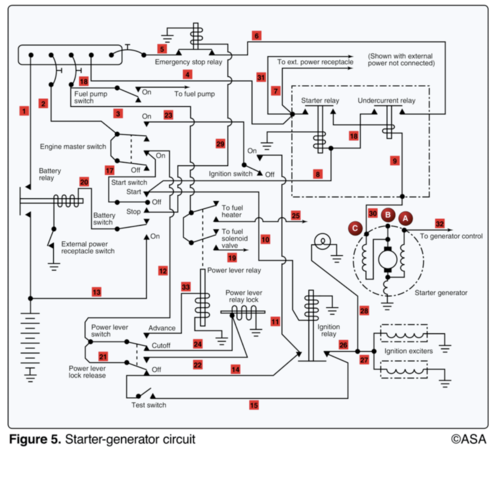 6
5
Emergency stop relay
To ext. power receptacle
(Shown with external
power not connected)
4
18
Fuel pump
switch
On
To fuel pump
31
7
1
2
3
On
23
Starter relay
Undercurrent relay
Engine master switch
29
18
On
On
9
Battery
relay
17
Off
Ignition switch
Off
8
Start switch
20
Start
Off
Battery
switch
Stop
To fuel
heater
25
30
C
B
A
32
To generator control
External power
receptacle switch
On
To fuel
solenoid
valve
19
10
12
Power lever relay
13
33
Power lever
relay lock
Starter generator
28
11
Power lever
switch
Advance
Ignition
relay
Cutoff
24
26
Ignition exciters
21
27
Power lever
lock release
Off
22
14
Test switch
15
Figure 5. Starter-generator circuit
©ASA